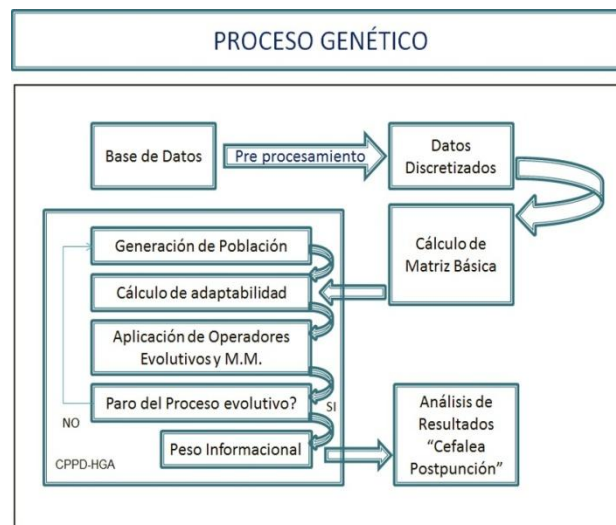 PROCESO GENÉTICO
Base de Datos
Pre procesamiento
Datos
Discretizados
Generación de Población
Cálculo de
Matriz Básica
Cálculo de adaptabilidad
Aplicación de Operadores
Evolutivos y M.M.
Paro del Proceso evolutivo?
SI
NO
Peso Informacional
CPPD-HGA
Análisis de
Resultados
“Cefalea
Postpunción”